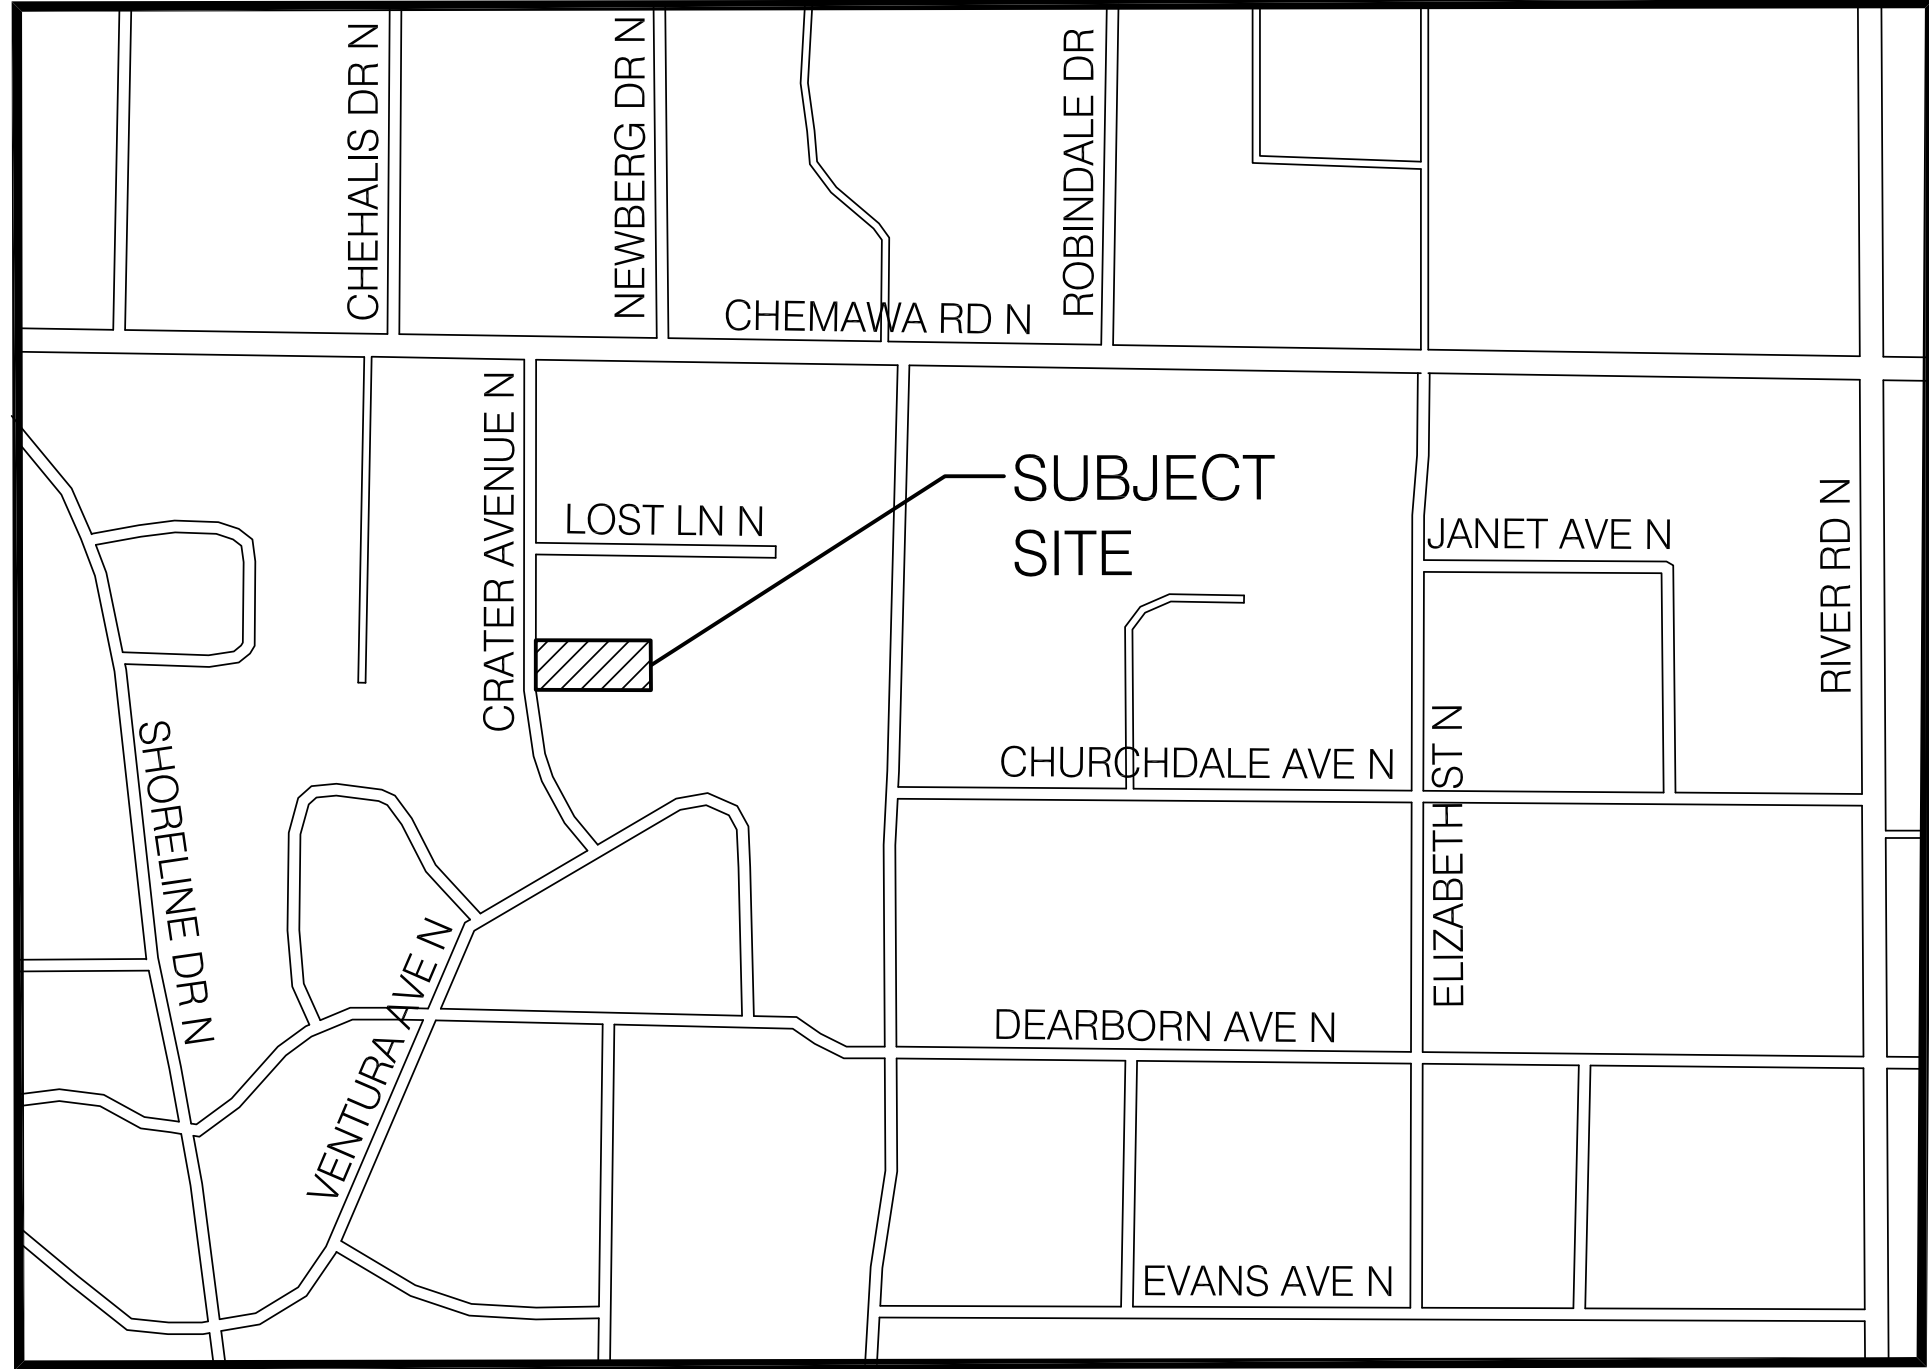 CHEHALIS DR N
NEWBERG DR N
ROBINDALE DR
CHEMAWA RD N
CRATER AVENUE N
LOST LN N
SUBJECT
SITE
JANET AVE N
RIVER RD N
SHORELINE DR N
CHURCHDALE AVE N
ELIZABETH ST N
VENTURA AVE N
DEARBORN AVE N
EVANS AVE N